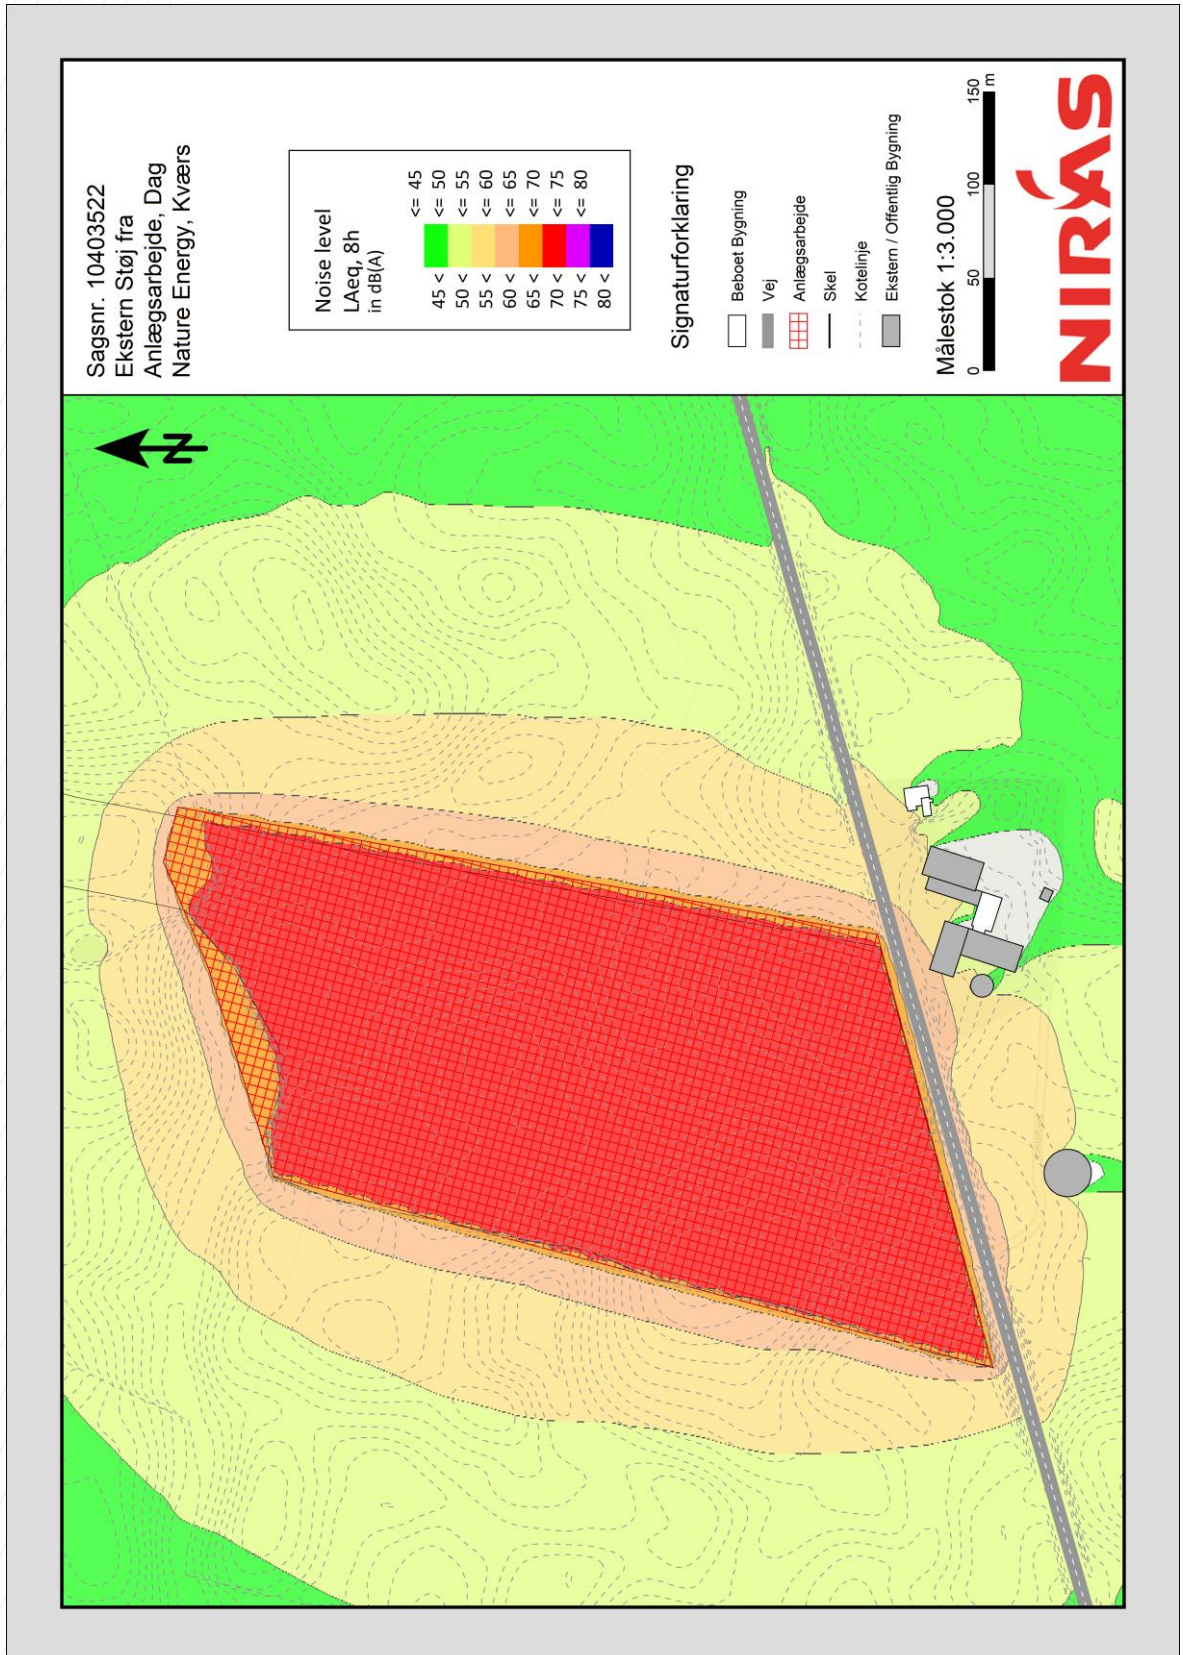 Sagsnr. 10403522
Ekstern Støj fra
Anlægsarbejde, Dag
Nature Energy, Kværs
Noise level
LAeq, 8h
in dB(A)
<= 45
45 < <= 50
50 < <= 55
55 < <= 60
60 < <= 65
65 < <= 70
70 < <= 75
75 < <= 80
80 <
Signaturforklaring
Beboet Bygning
Vej
Anlægsarbejde
Skel
Kotelinje
Ekstern / Offentlig Bygning
Målestok 1:3.000
0 50 100 150
m
NIRÁS
N